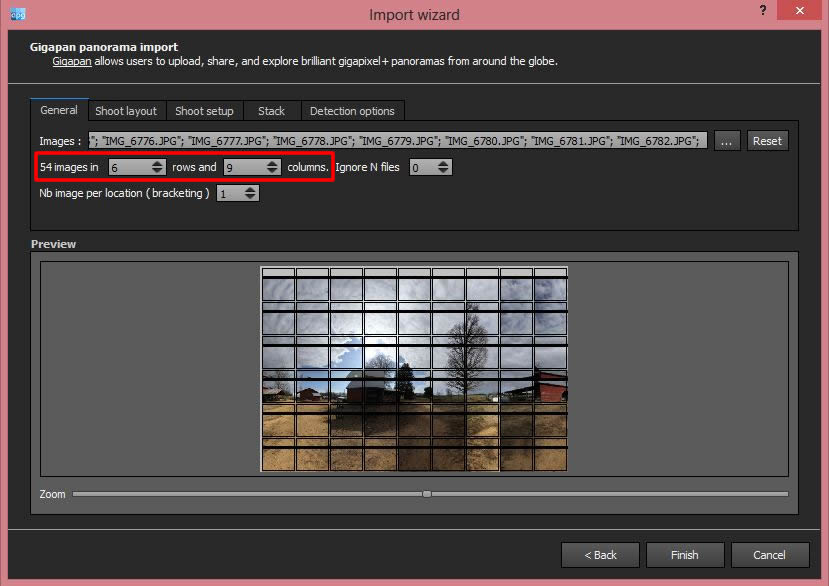 apg
Import wizard
?
Gigapan panorama import
Gigapan allows users to upload, share, and explore brilliant gigapixel+ panoramas from around the globe.
General Shoot layout Shoot setup Stack Detection options
Images : "; "IMG_6776.JPG"; "IMG_6777.JPG"; "IMG_6778.JPG"; "IMG_6779.JPG"; "IMG_6780.JPG"; "IMG_6781.JPG"; "IMG_6782.JPG"; ... Reset
54 images in 6 rows and 9 columns. Ignore N files 0
Nb image per location ( bracketing ) 1
Preview
Zoom
< Back Finish Cancel